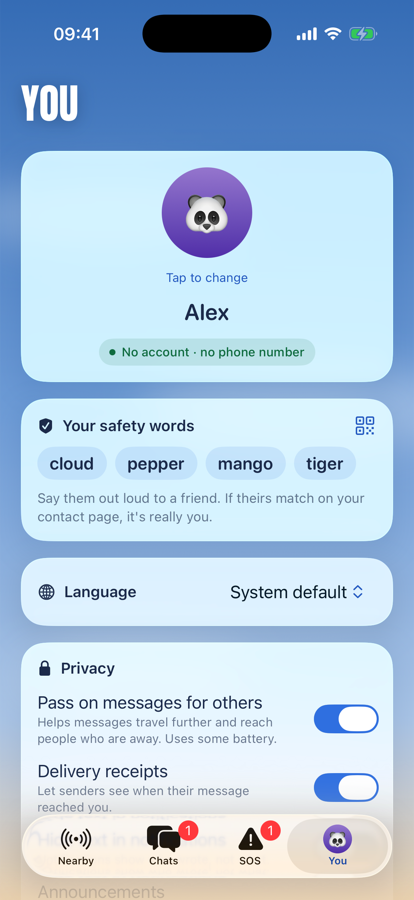 09:41
YOU
Tap to change
Alex
No account · no phone number
Your safety words
cloud pepper mango tiger
Say them out loud to a friend. If theirs match on your
contact page, it's really you.
Language System default
Privacy
Pass on messages for others
Helps messages travel further and reach
people who are away. Uses some battery.
Delivery receipts
Let senders see when their message
reached you.
1 1
Nearby Chats SOS You
Announcements